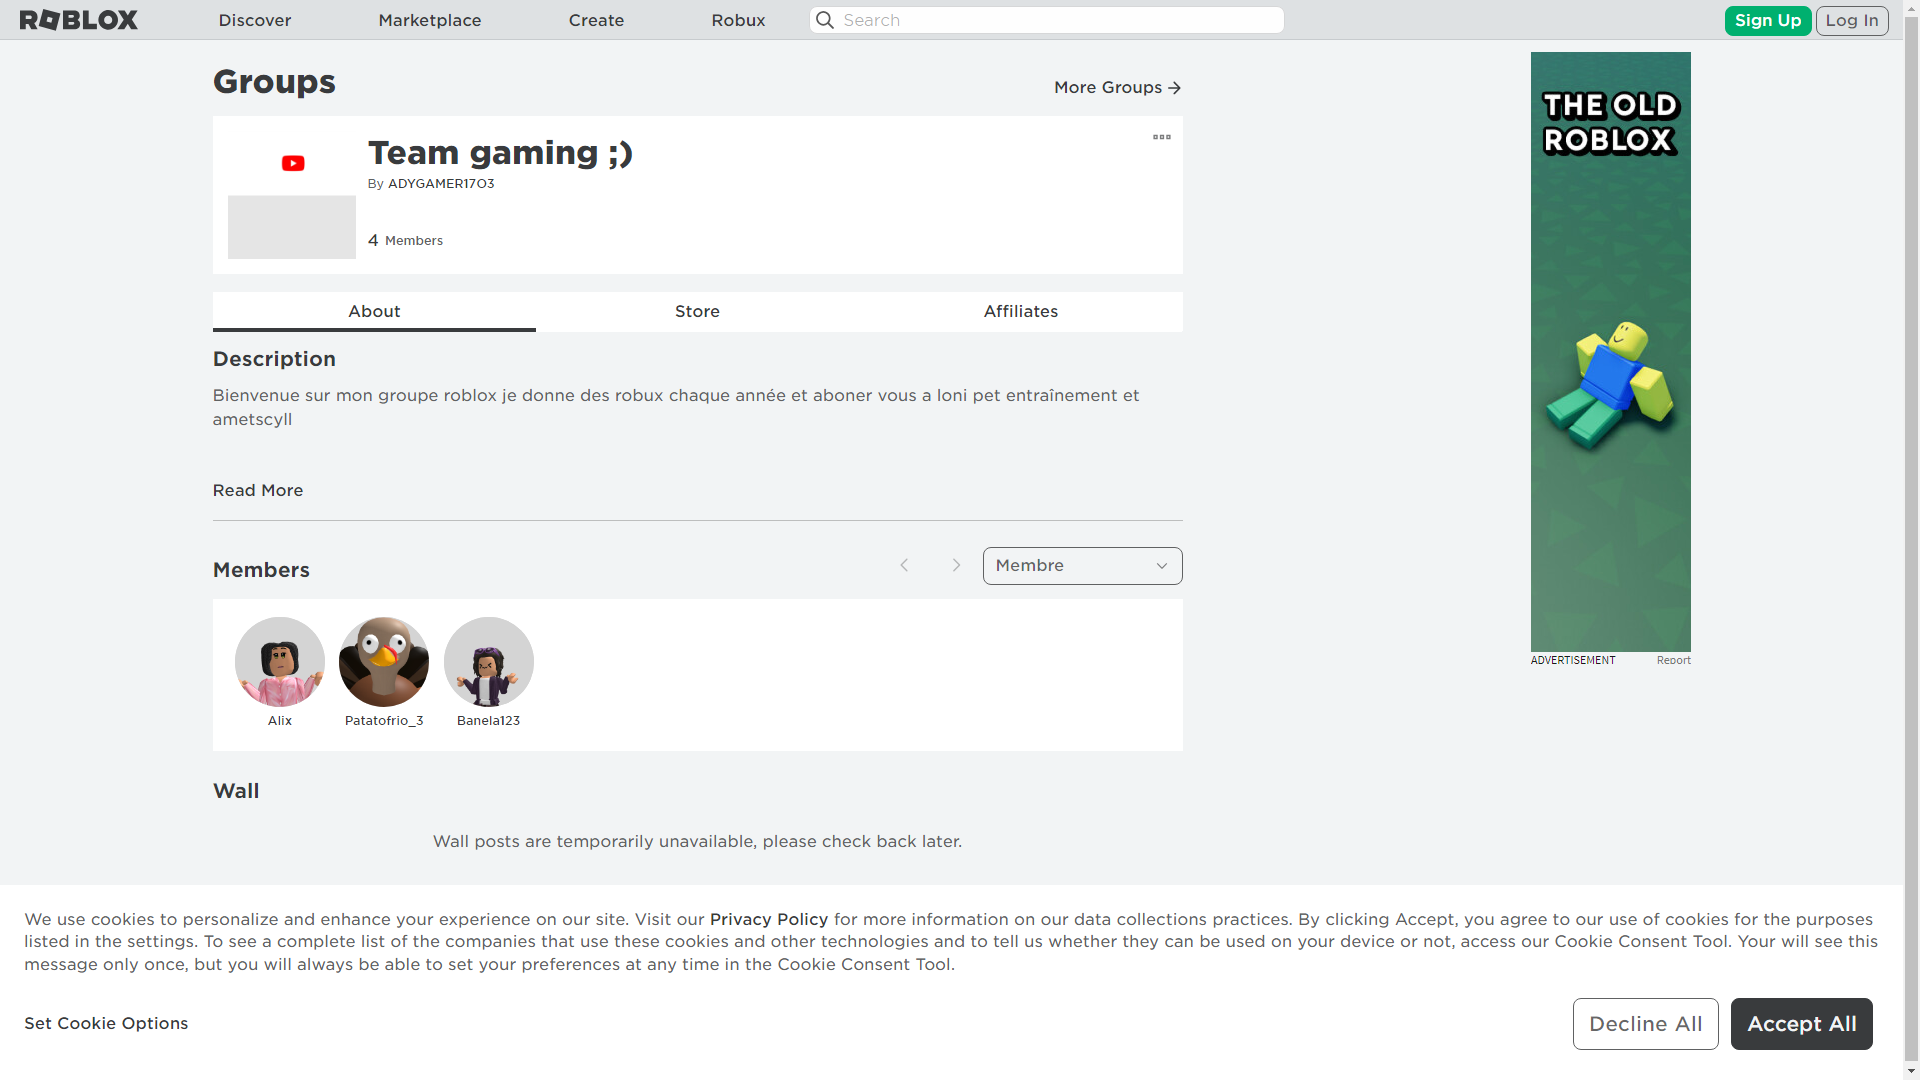 ROBLOX
Discover
Marketplace
Create
Robux
Search
Sign Up
Log In
Groups
More Groups
Team gaming ;)
By ADYGAMER17O3
4 Members
About
Store
Affiliates
Description
Bienvenue sur mon groupe roblox je donne des robux chaque année et aboner vous a loni pet entraînement et
ametscyll
Read More
Members
Membre
Alix
Patatofrio_3
Banela123
Wall
Wall posts are temporarily unavailable, please check back later.
THE OLD
ROBLOX
ADVERTISEMENT
Report
We use cookies to personalize and enhance your experience on our site. Visit our Privacy Policy for more information on our data collections practices. By clicking Accept, you agree to our use of cookies for the purposes
listed in the settings. To see a complete list of the companies that use these cookies and other technologies and to tell us whether they can be used on your device or not, access our Cookie Consent Tool. Your will see this
message only once, but you will always be able to set your preferences at any time in the Cookie Consent Tool.
Set Cookie Options
Decline All
Accept All